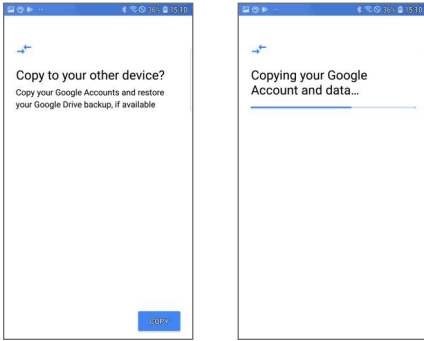 36% 15:10
Copy to your other device?
Copy your Google Accounts and restore
your Google Drive backup, if available
COPY
36% 15:10
Copying your Google
Account and data...